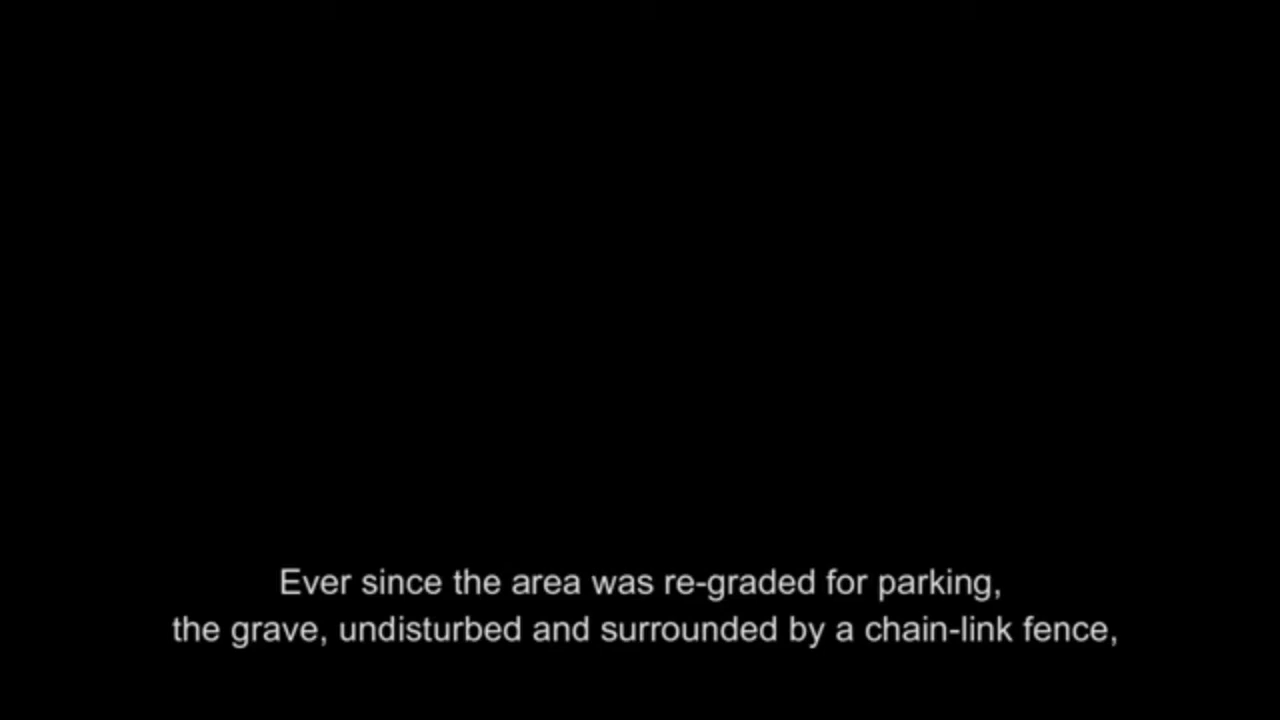 Ever since the area was re-graded for parking,
the grave, undisturbed and surrounded by a chain-link fence,